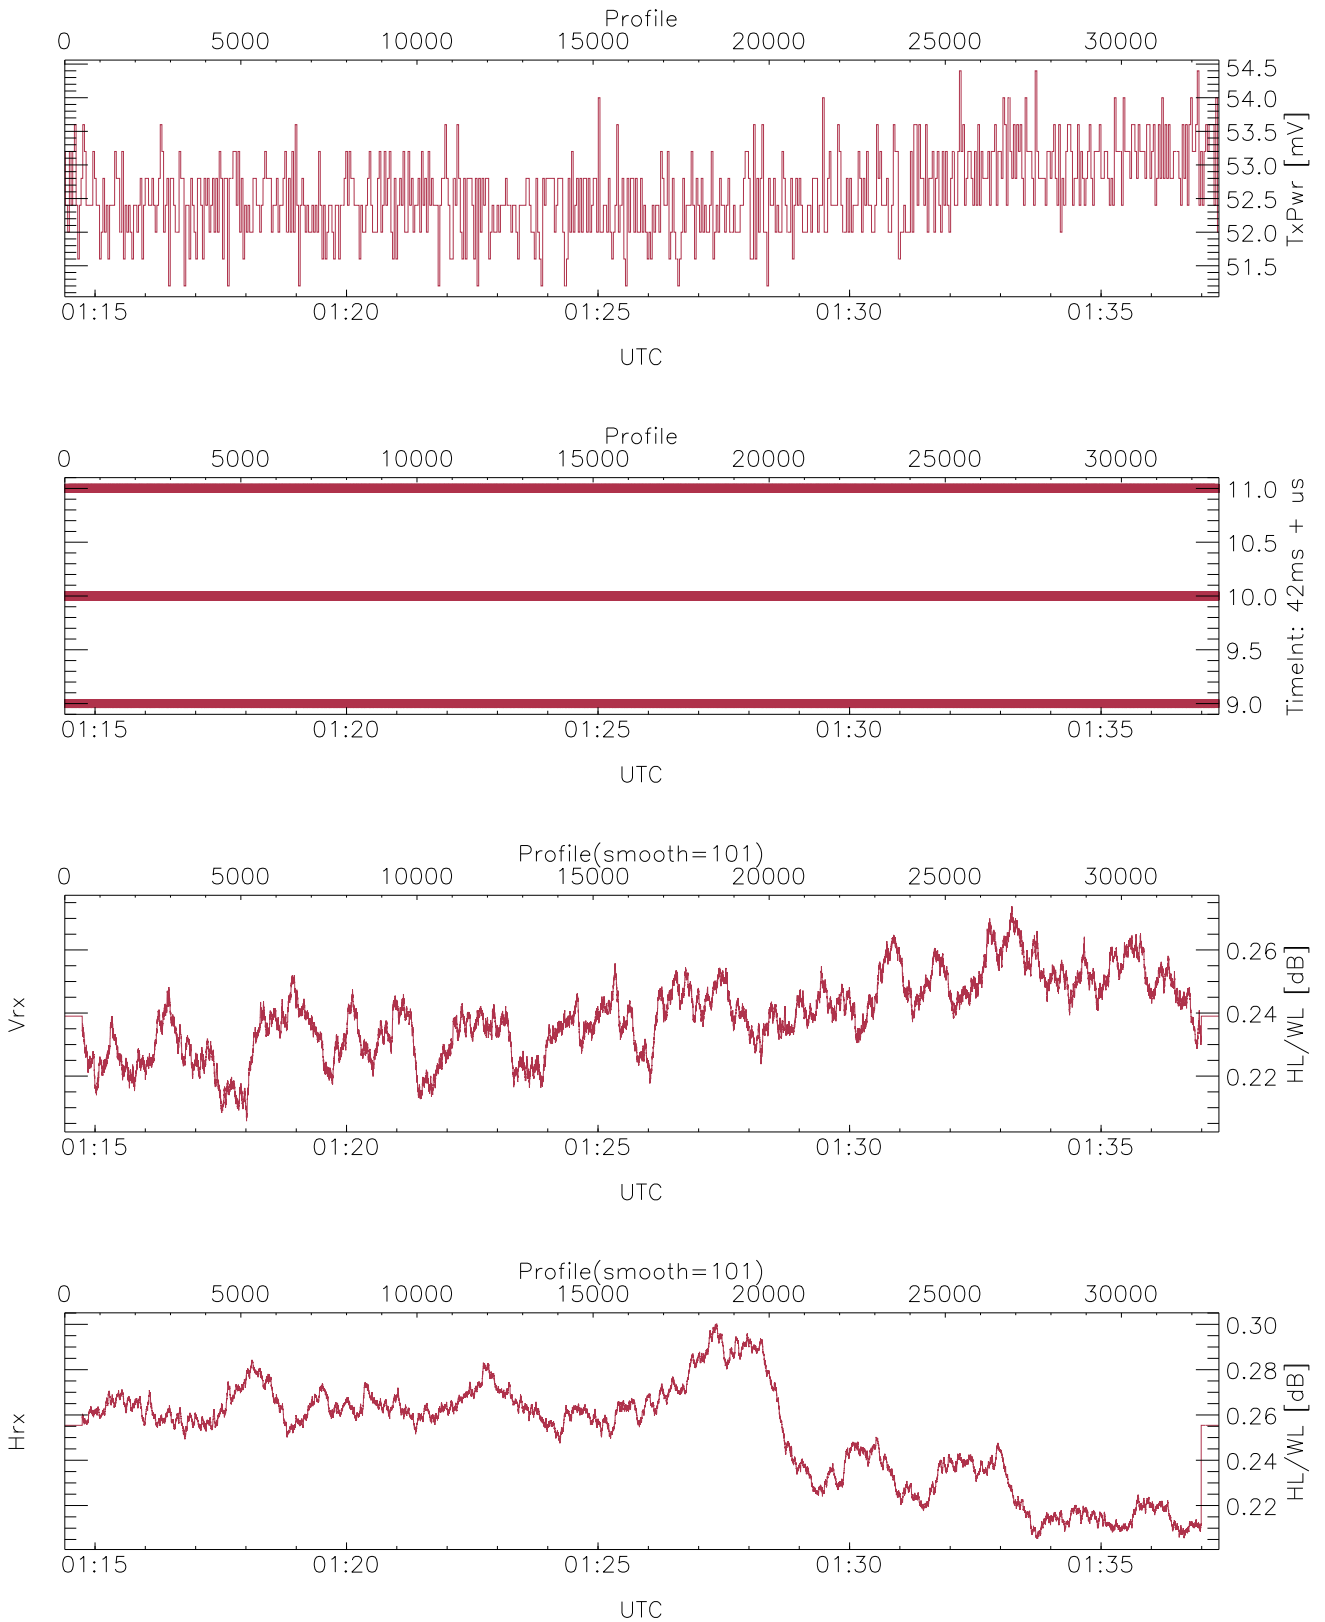 Profile
0 5000 10000 15000 20000 25000 30000
54.5
54.0
53.5
53.0
52.5
52.0
51.5
TxPwr [mV]
01:15 01:20 01:25 01:30 01:35
UTC
Profile
0 5000 10000 15000 20000 25000 30000
11.0
10.5
10.0
9.5
9.0
TimeInt: 42ms + us
01:15 01:20 01:25 01:30 01:35
UTC
Profile(smooth=101)
0 5000 10000 15000 20000 25000 30000
Vrx
0.26
0.24
0.22
HL/WL [dB]
01:15 01:20 01:25 01:30 01:35
UTC
Profile(smooth=101)
0 5000 10000 15000 20000 25000 30000
Hrx
0.30
0.28
0.26
0.24
0.22
HL/WL [dB]
01:15 01:20 01:25 01:30 01:35
UTC